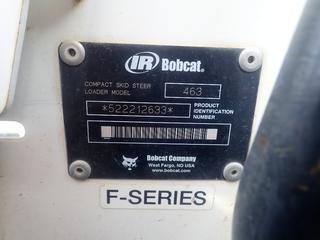 IR Bobcat®
COMPACT SKID STEER
LOADER MODEL
463
*522212633*
PRODUCT
IDENTIFICATION
NUMBER
Bobcat Company
West Fargo, ND USA
www.bobcat.com
F-SERIES